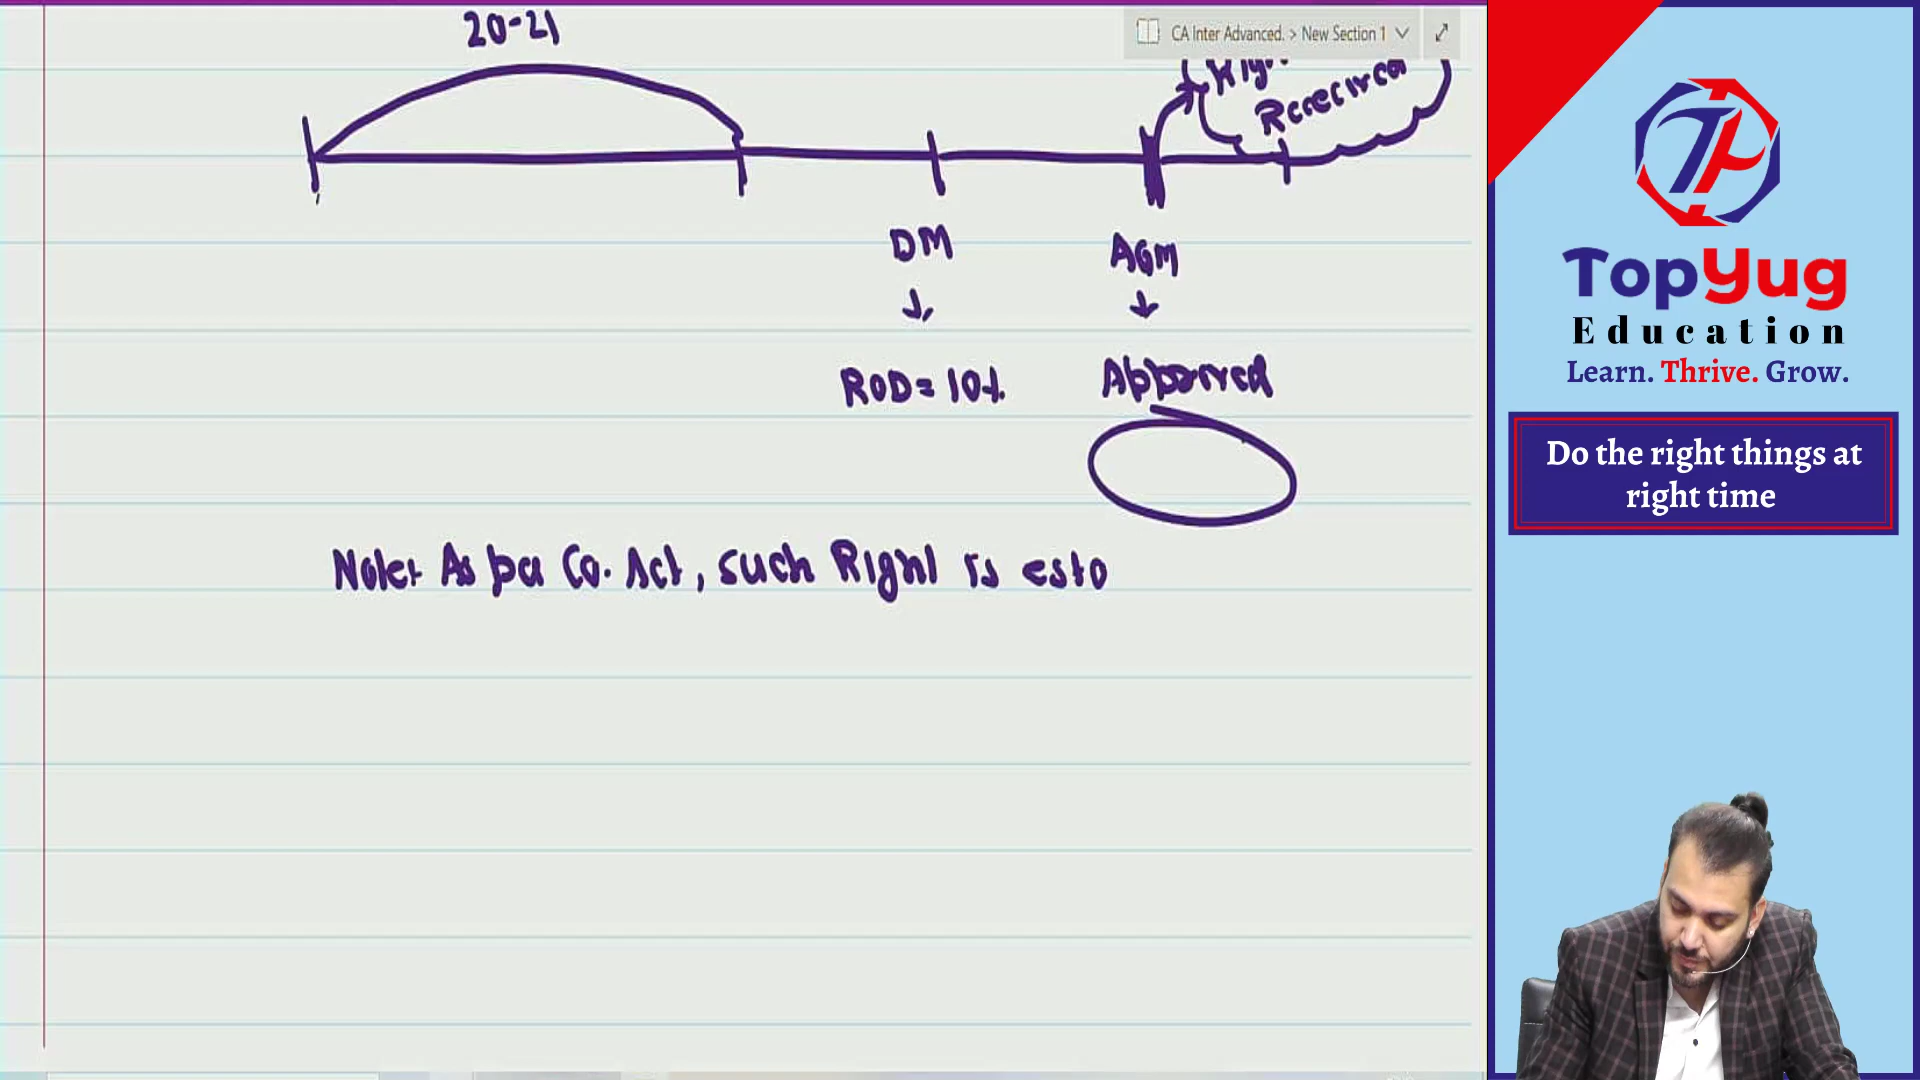 20-21
CA Inter Advanced. > New Section 1
Received
DM
AGM
ROD = 10%
Approved
Note: As per Co. Act, such Right is esto
TopYug
Education
Learn. Thrive. Grow.
Do the right things at
right time